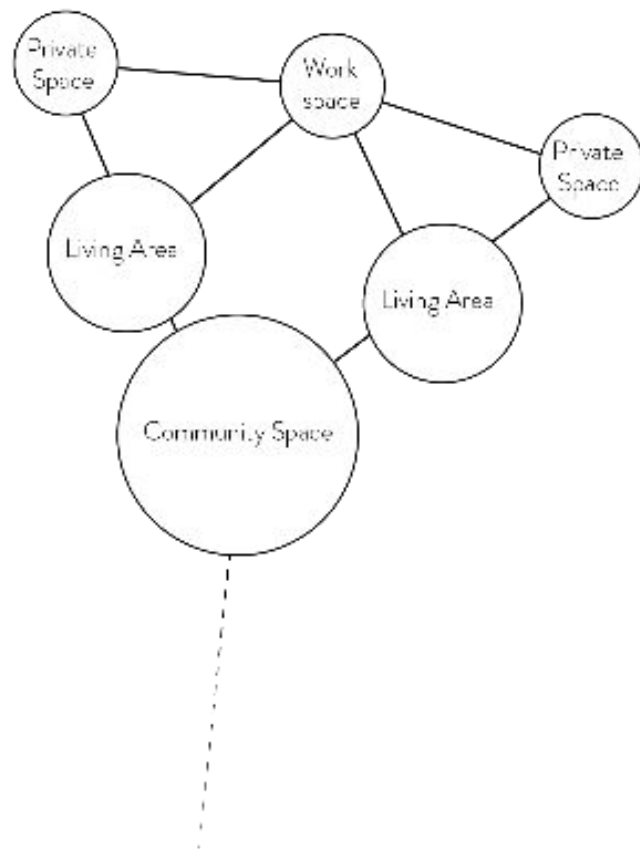 Private
Space
Work
space
Private
Space
Living Area
Living Area
Community Space